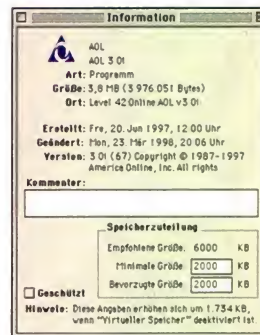 Information
AOL
AOL 3.01
Art: Programm
Größe: 3,8 MB (3 976.051 Bytes)
Ort: Level 42:Online:AOL v3 01
Erstellt: Fre, 20. Jun 1997, 12:00 Uhr
Geändert: Mon, 23. Mär 1998, 20:06 Uhr
Version: 3.01 (67) Copyright © 1987-1997
America Online, Inc. All rights
Kommentar:
Speicherzuteilung
Empfohlene Größe: 6000 KB
Minimale Größe: 2000 KB
Bevorzugte Größe: 2000 KB
Geschützt
Hinweis: Diese Angaben erhöhen sich um 1.734 KB,
wenn "Virtueller Speicher" deaktiviert ist.